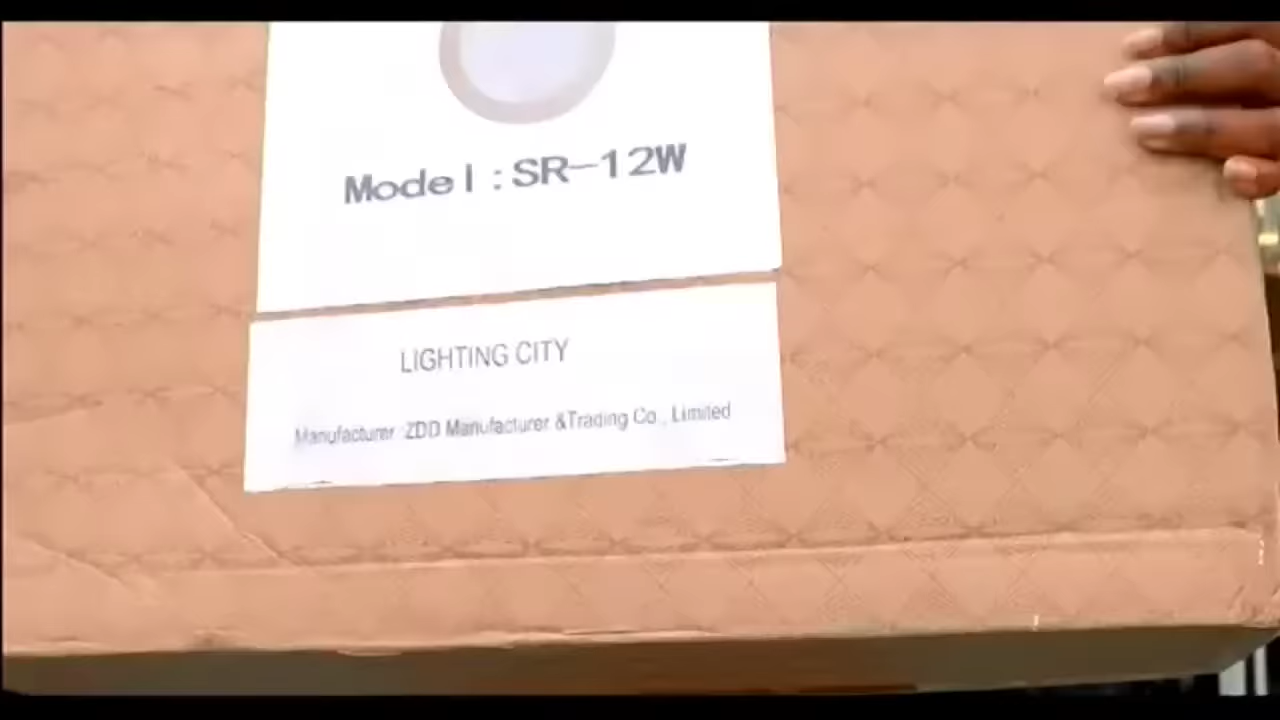 Model:SR-12W
LIGHTING CITY
Manufacturer :ZDD Manufacturer &Trading Co., Limited